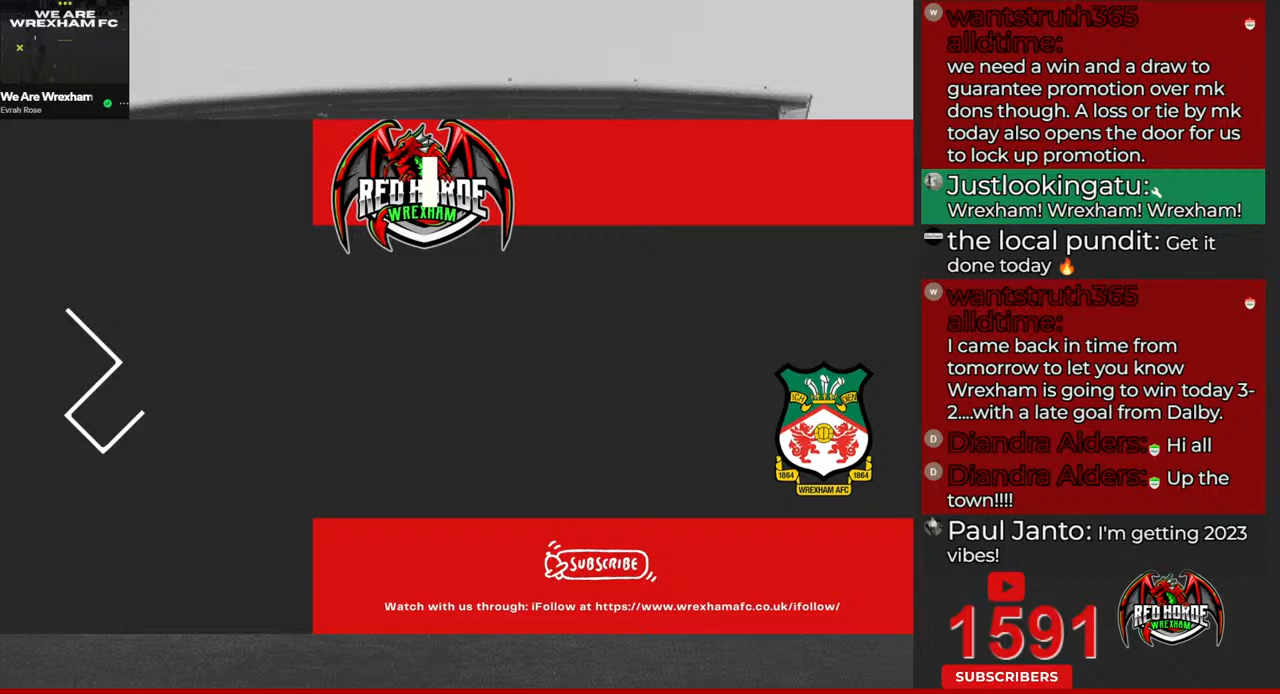 WE ARE
WREXHAM FC
We Are Wrexham
Evrah Rose
RED HORDE
WREXHAM
1864
1864
WREXHAM AFC
SUBSCRIBE
Watch with us through: iFollow at https://www.wrexhamafc.co.uk/ifollow/
W
wantstruth365
alldtime:
we need a win and a draw to
guarantee promotion over mk
dons though. A loss or tie by mk
today also opens the door for us
to lock up promotion.
Justlookingatu:
Wrexham! Wrexham! Wrexham!
the local pundit: Get it
done today 🔥
W
wantstruth365
alldtime:
I came back in time from
tomorrow to let you know
Wrexham is going to win today 3-
2....with a late goal from Dalby.
D
Diandra Alders: Hi all
D
Diandra Alders: Up the
town!!!!
Paul Janto: I'm getting 2023
vibes!
1591
SUBSCRIBERS
RED HORDE
WREXHAM